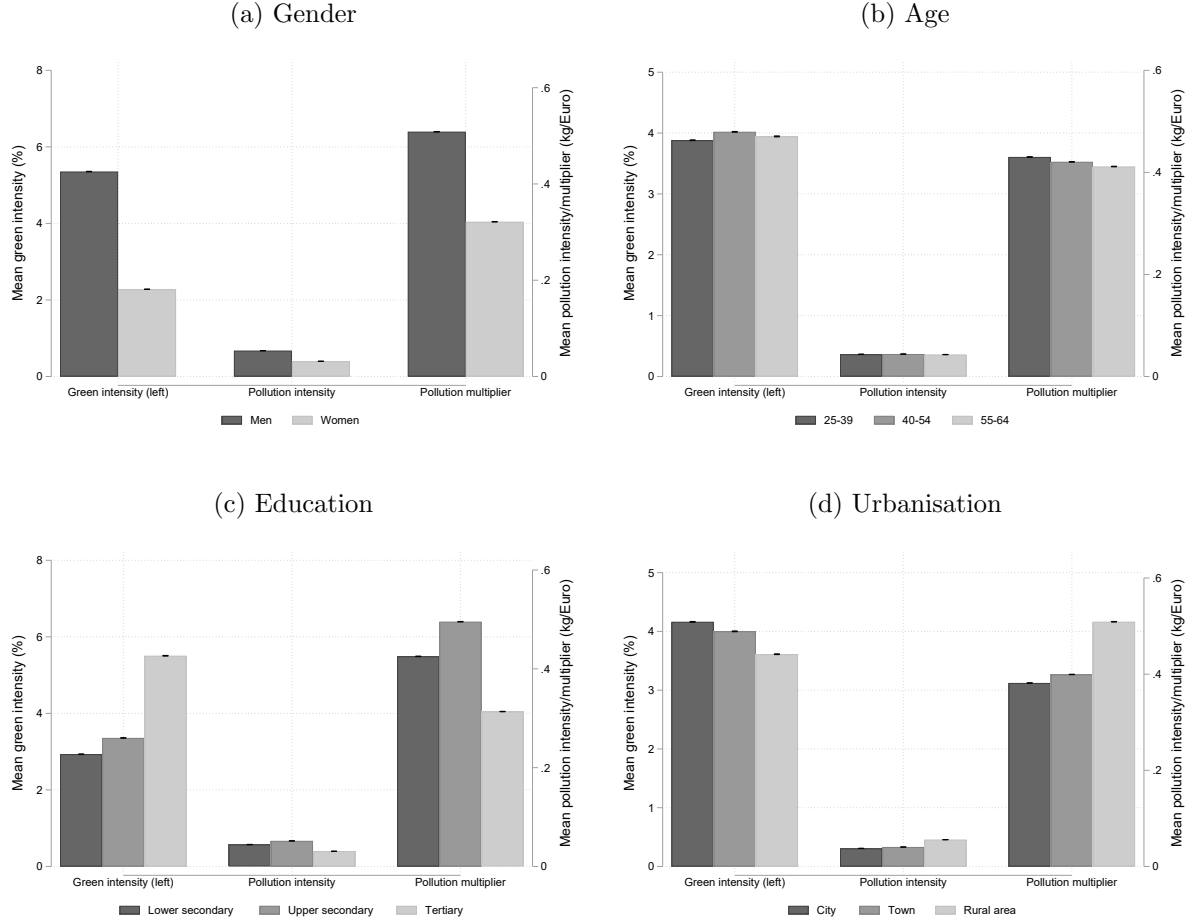 (a) Gender
Mean green intensity (%)
8
6
4
2
0
.6
.4
.2
0
Mean pollution intensity/multiplier (kg/Euro)
Green intensity (left) Pollution intensity Pollution multiplier
Men Women
(b) Age
Mean green intensity (%)
5
4
3
2
1
0
.6
.4
.2
0
Mean pollution intensity/multiplier (kg/Euro)
Green intensity (left) Pollution intensity Pollution multiplier
25-39 40-54 55-64
(c) Education
Mean green intensity (%)
8
6
4
2
0
.6
.4
.2
0
Mean pollution intensity/multiplier (kg/Euro)
Green intensity (left) Pollution intensity Pollution multiplier
Lower secondary Upper secondary Tertiary
(d) Urbanisation
Mean green intensity (%)
5
4
3
2
1
0
.6
.4
.2
0
Mean pollution intensity/multiplier (kg/Euro)
Green intensity (left) Pollution intensity Pollution multiplier
City Town Rural area